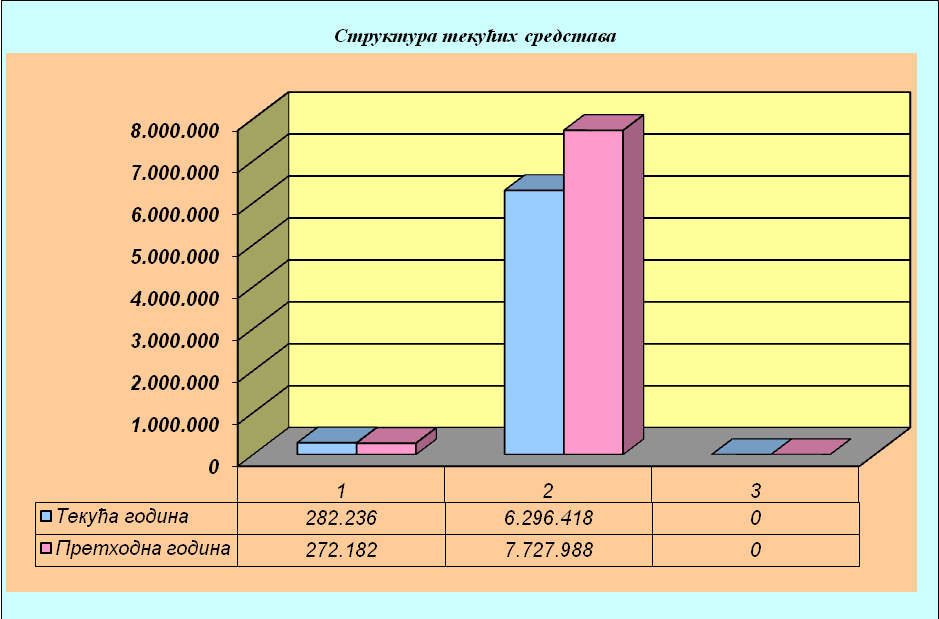 Структура текућих средстава
8.000.000
7.000.000
6.000.000
5.000.000
4.000.000
3.000.000
2.000.000
1.000.000
0
1 2 3
Текућа година 282.236 6.296.418 0
Претходна година 272.182 7.727.988 0